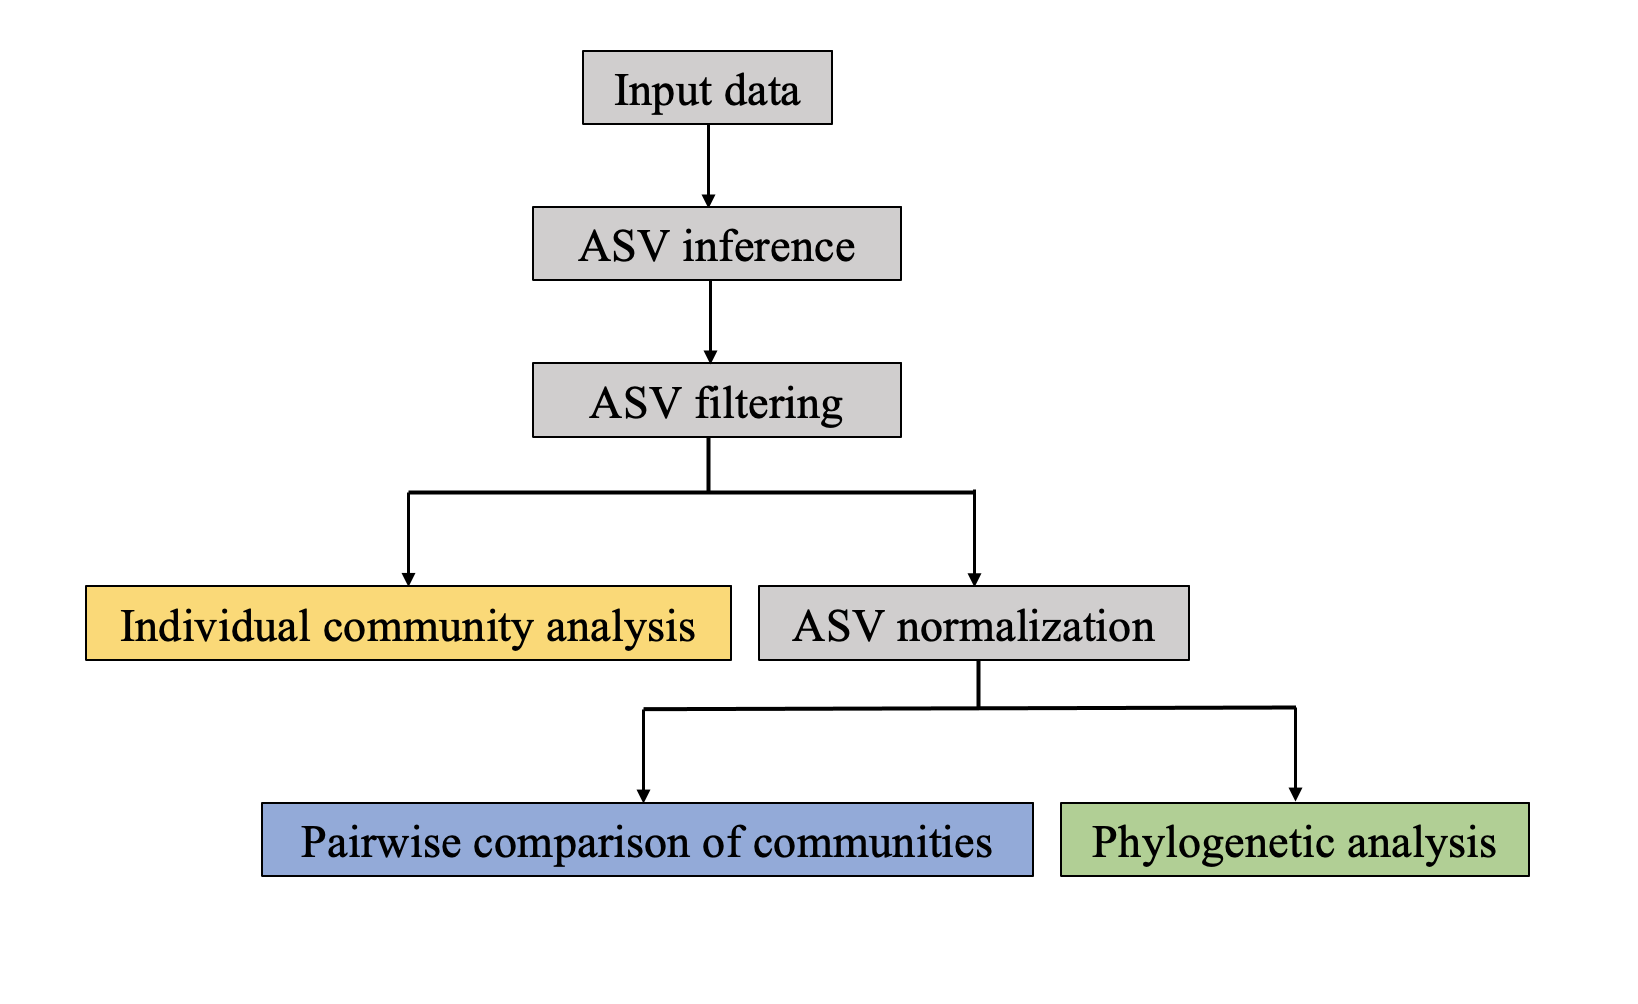 Input data
ASV inference
ASV filtering
Individual community analysis
ASV normalization
Pairwise comparison of communities
Phylogenetic analysis